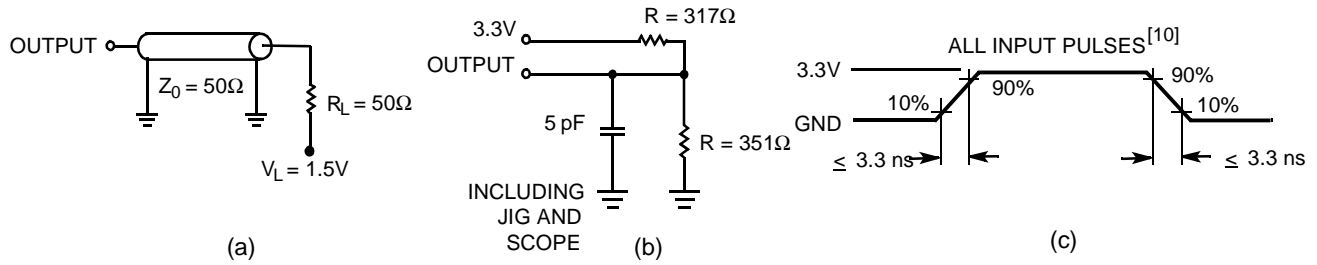 OUTPUT
Z0 = 50Ω
RL = 50Ω
VL = 1.5V
(a)
R = 317Ω
3.3V
OUTPUT
5 pF
R = 351Ω
INCLUDING
JIG AND
SCOPE
(b)
ALL INPUT PULSES[10]
3.3V
90%
90%
10%
10%
GND
≤ 3.3 ns
≤ 3.3 ns
(c)